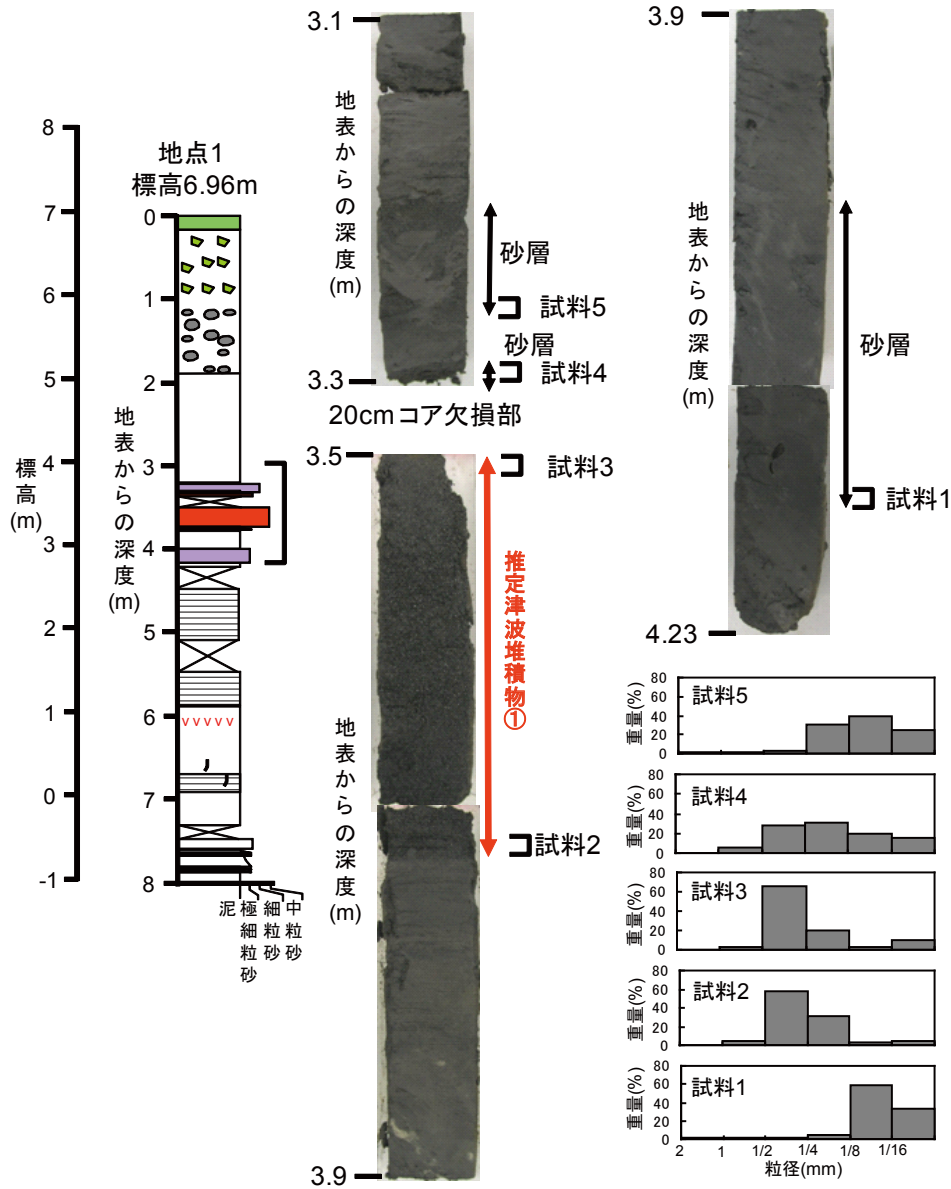 地点1
標高6.96m
標高
(m)
8
7
6
5
4
3
2
1
0
-1
地表からの深度
(m)
0
1
2
3
4
5
6
7
8
v v v v v
泥
極細粒砂
細粒砂
中粒砂
3.1
地表からの深度
(m)
砂層
試料5
砂層
試料4
3.3
20cmコア欠損部
3.5
試料3
推定津波堆積物①
地表からの深度
(m)
試料2
3.9
3.9
地表からの深度
(m)
砂層
試料1
4.23
重量(%)
80
60
40
20
0
試料5
重量(%)
80
60
40
20
0
試料4
重量(%)
80
60
40
20
0
試料3
重量(%)
80
60
40
20
0
試料2
重量(%)
80
60
40
20
0
試料1
2 1 1/2 1/4 1/8 1/16
粒径(mm)